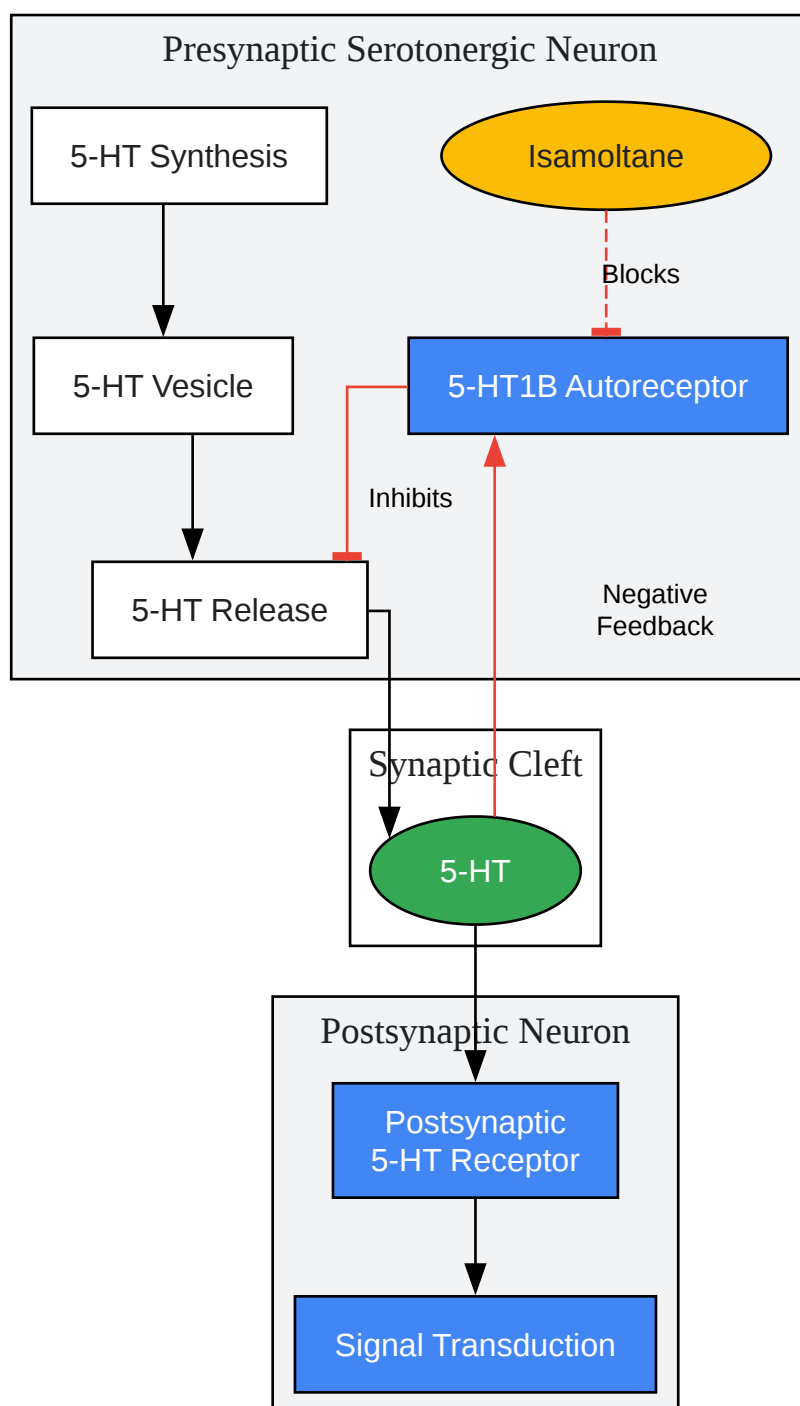 Presynaptic Serotonergic Neuron
5-HT Synthesis
Isamoltane
Blocks
5-HT Vesicle
5-HT1B Autoreceptor
Inhibits
5-HT Release
Negative
Feedback
Synaptic Cleft
5-HT
Postsynaptic Neuron
Postsynaptic
5-HT Receptor
Signal Transduction